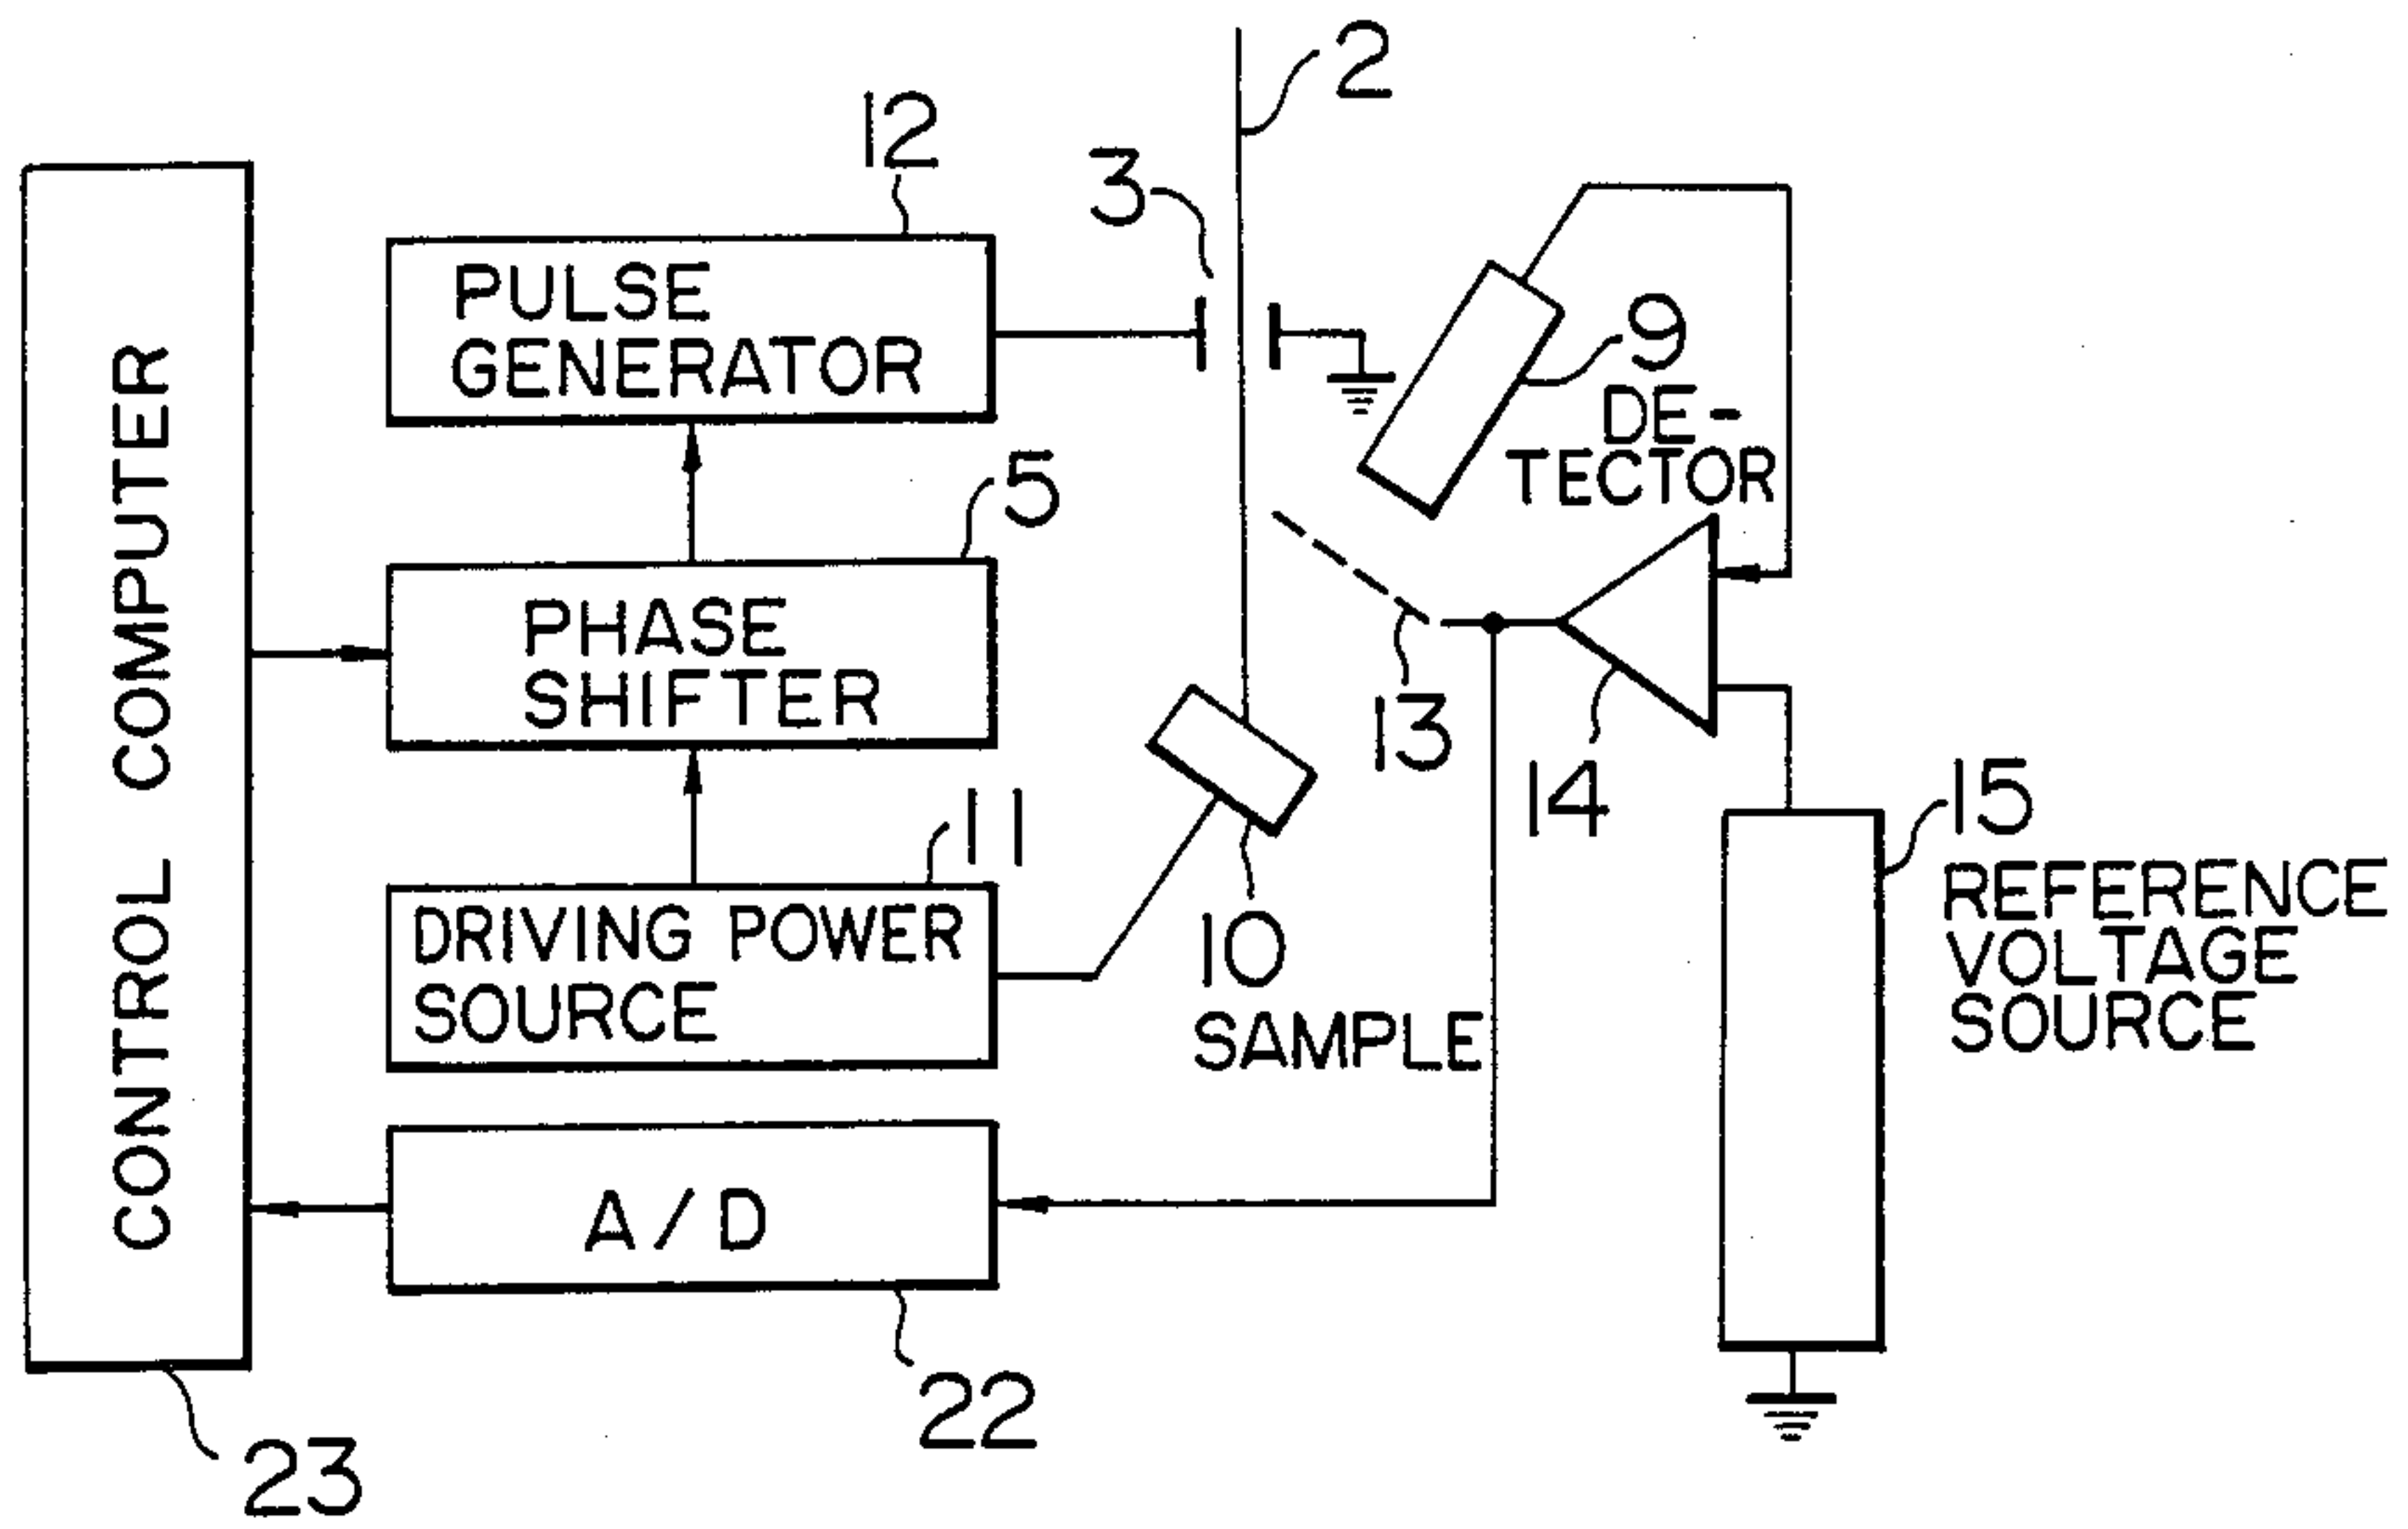 2
12
3
PULSE
GENERATOR
9
DE-
TECTOR
5
PHASE
SHIFTER
13
14
15
REFERENCE
VOLTAGE
SOURCE
11
DRIVING POWER
SOURCE
10
SAMPLE
A/D
22
CONTROL COMPUTER
23